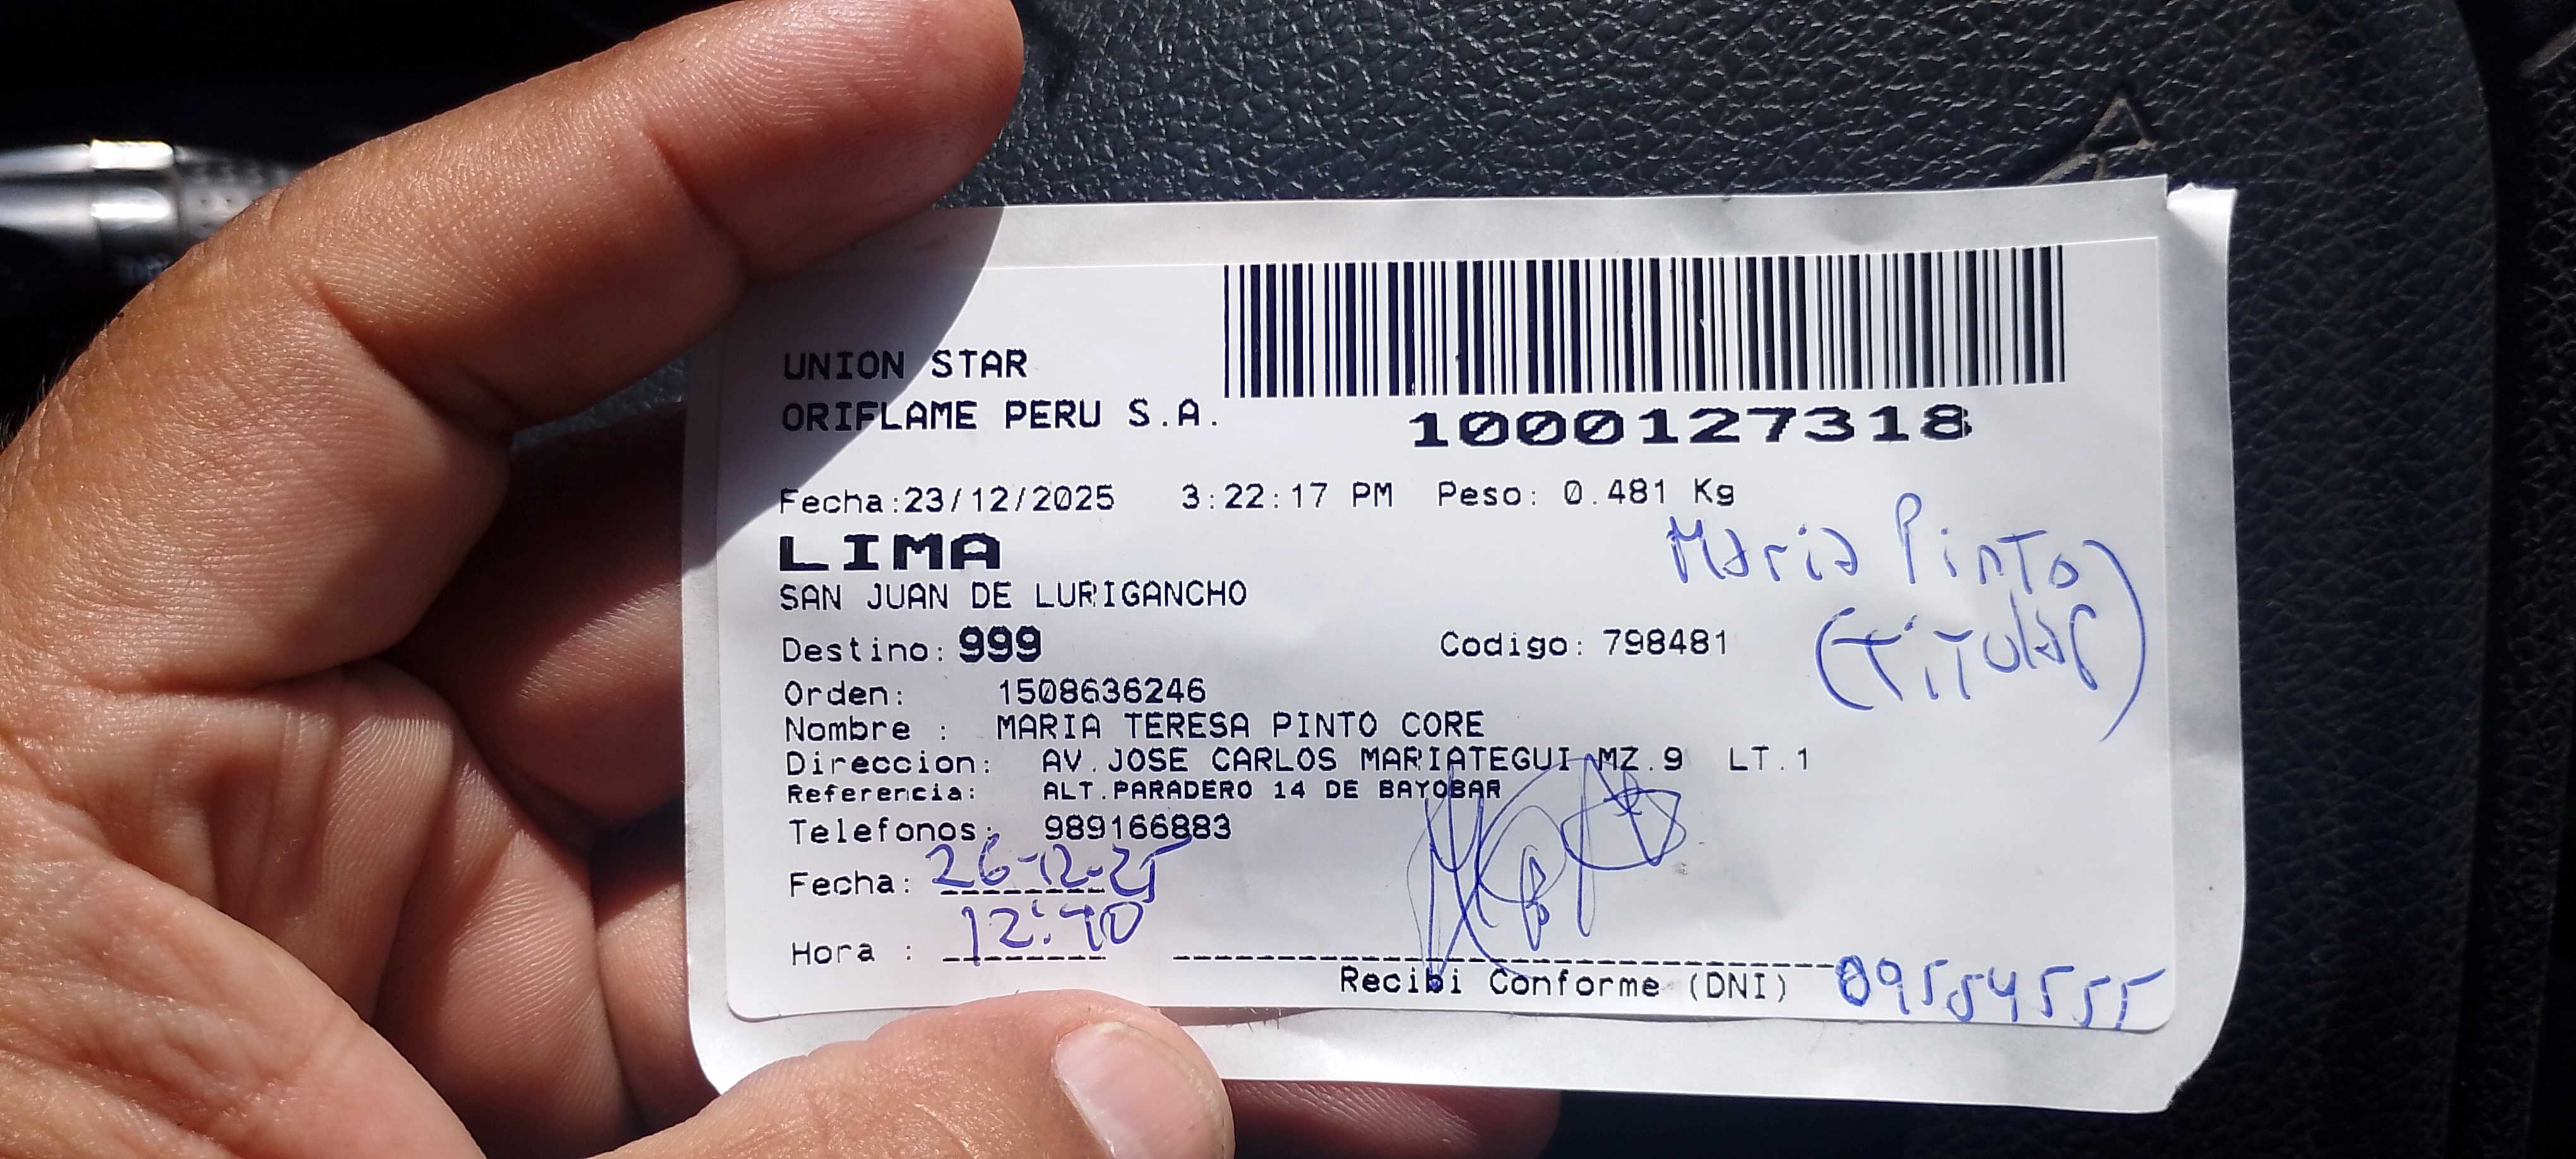 UNION STAR
ORIFLAME PERU S.A.
1000127318
Fecha:23/12/2025 3:22:17 PM Peso: 0.481 Kg
LIMA
Maria Pinto
SAN JUAN DE LURIGANCHO
(Titular)
Destino: 999 Codigo: 798481
Orden: 1508636246
Nombre : MARIA TERESA PINTO CORE
Direccion: AV.JOSE CARLOS MARIATEGUI MZ.9 LT.1
Referencia: ALT.PARADERO 14 DE BAYOBAR
Telefonos: 989166883
Fecha: 26-12-25
Hora : 12:40
Recibi Conforme (DNI) 09554555